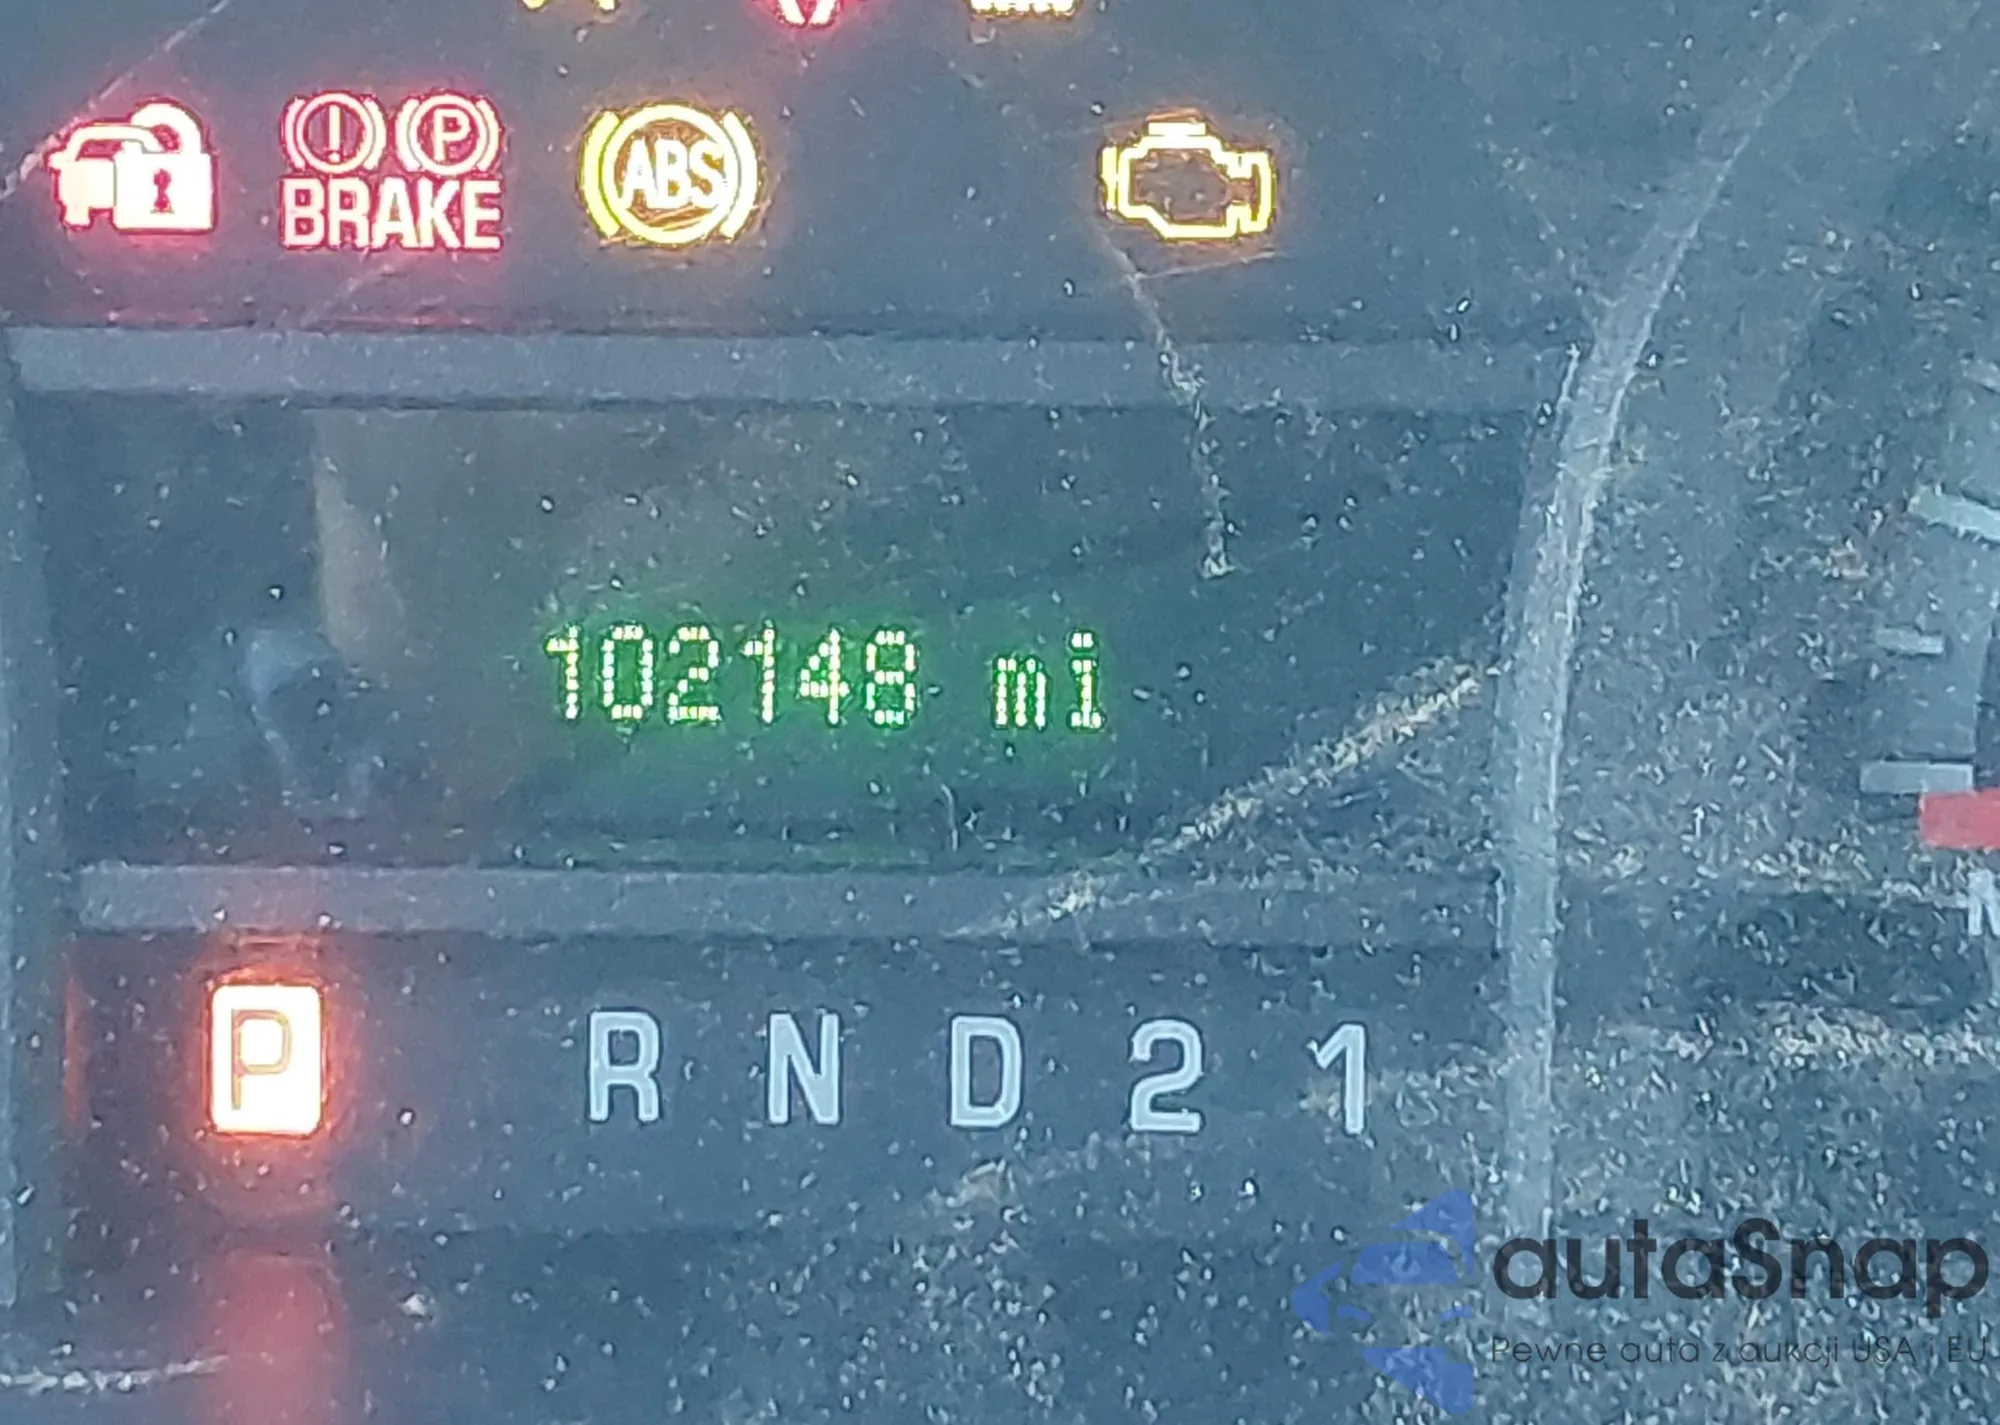 ! P
BRAKE
ABS
102148 mi
P R N D 2 1
autaSnap
Pewne auta z aukcji USA i EU